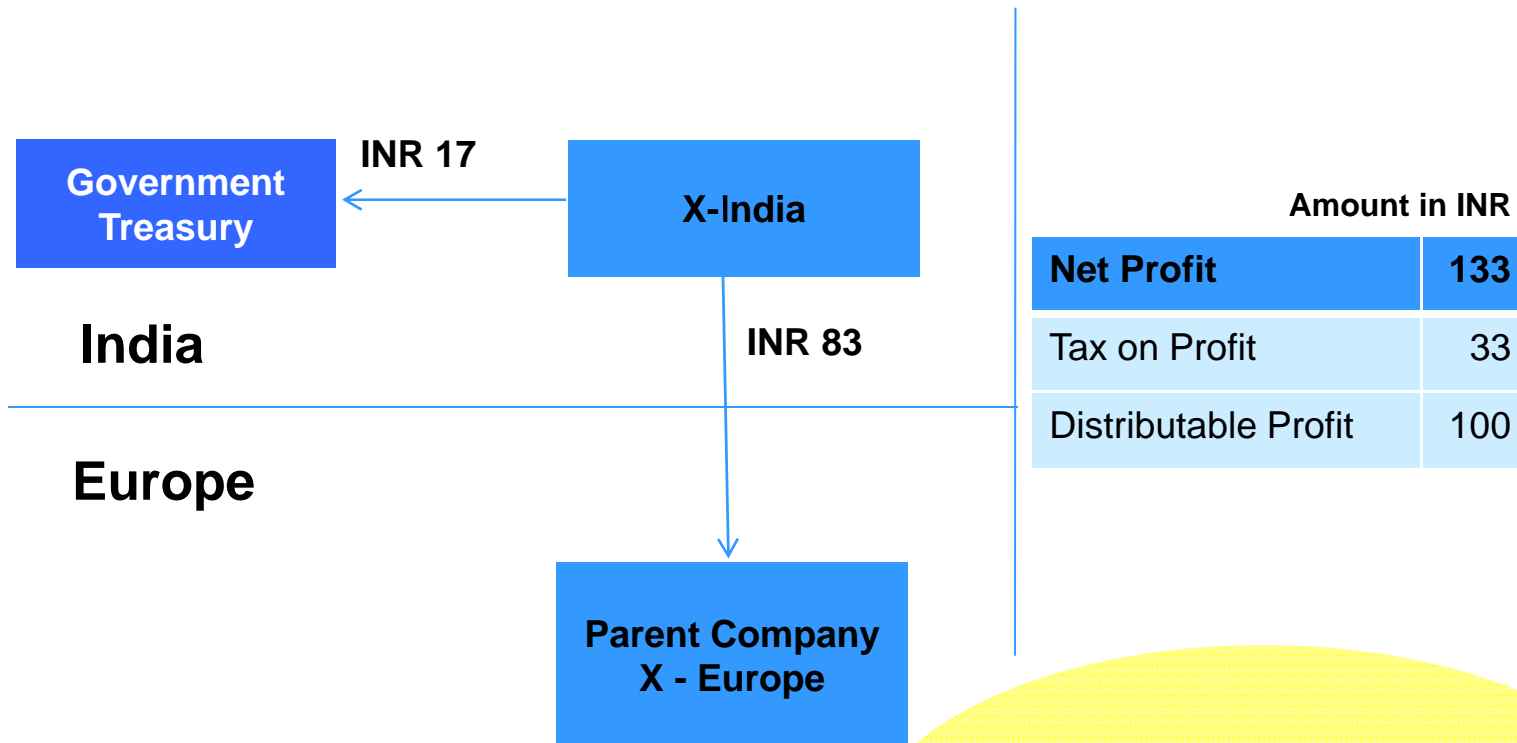 INR 17
Government
Treasury
X-India
India
INR 83
Europe
Parent Company
X - Europe
Amount in INR
Net Profit 133
Tax on Profit 33
Distributable Profit 100